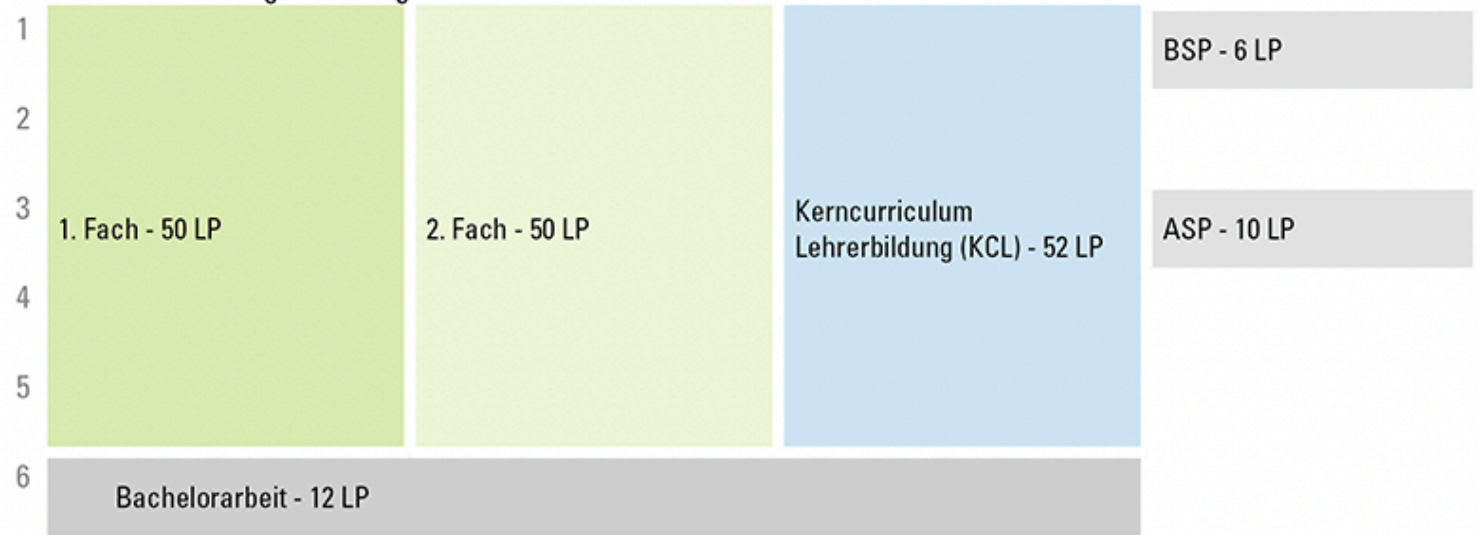 1
BSP - 6 LP
2
3
1. Fach - 50 LP
2. Fach - 50 LP
Kerncurriculum
Lehrerbildung (KCL) - 52 LP
ASP - 10 LP
4
5
6
Bachelorarbeit - 12 LP